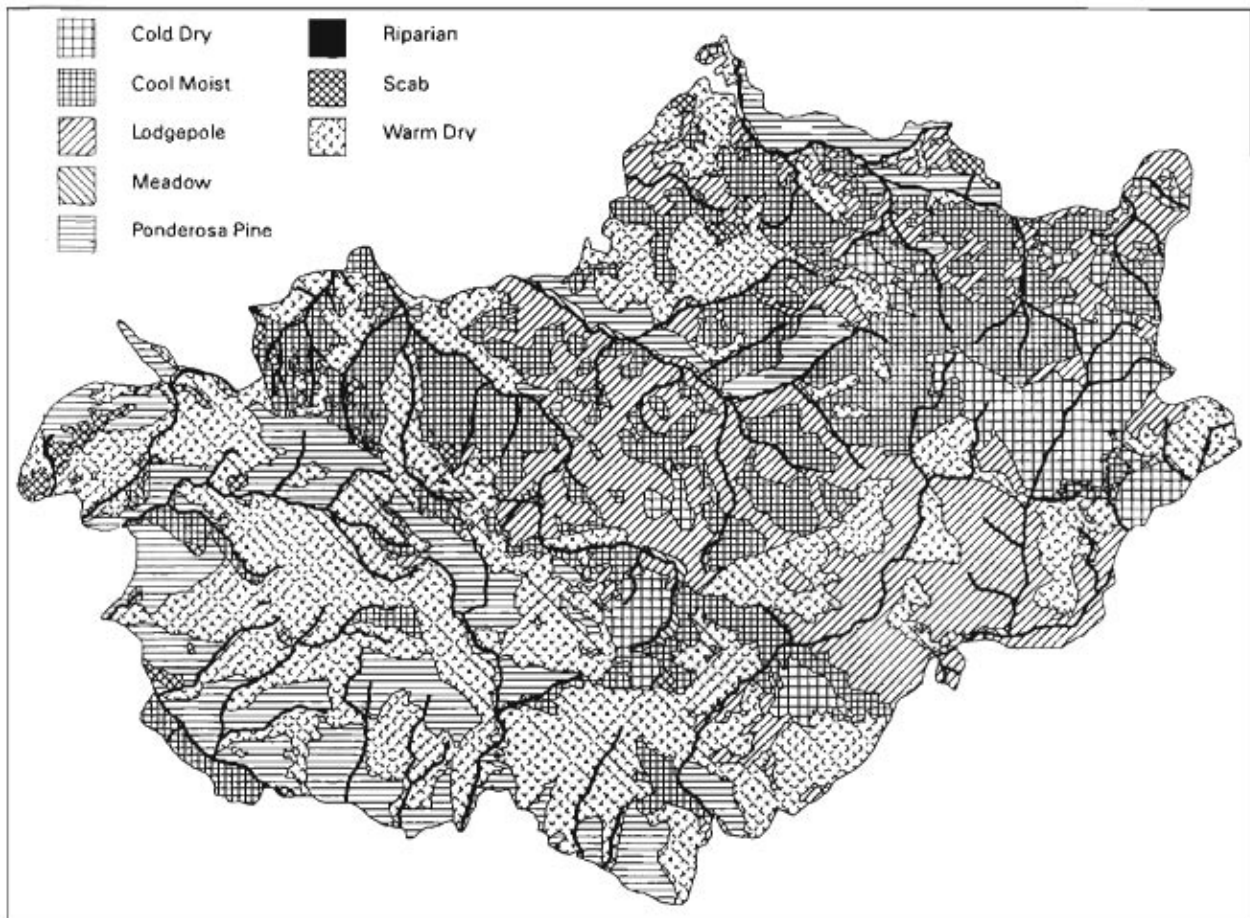 Cold Dry
Cool Moist
Lodgepole
Meadow
Ponderosa Pine
Riparian
Scab
Warm Dry